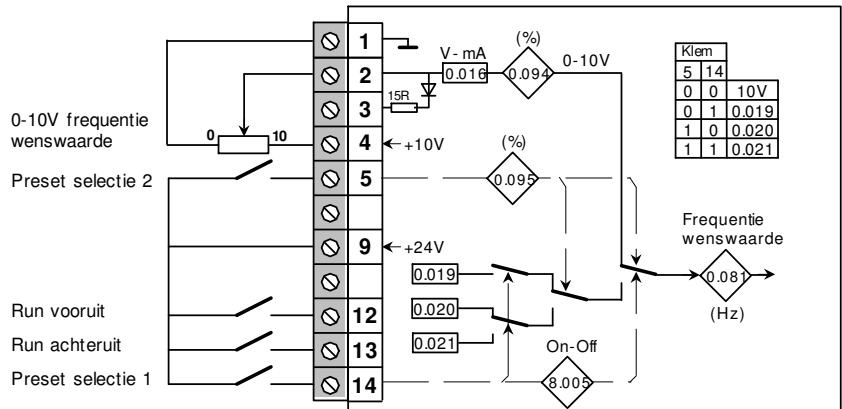 1
V - mA
(%)
0-10V
2
0.016
0.094
Klem
5 14
0 0 10V
0 1 0.019
1 0 0.020
1 1 0.021
15R
3
0-10V frequentie
wenswaarde
0
10
4
+10V
(%)
Preset selectie 2
5
0.095
9
+24V
Frequentie
wenswaarde
0.019
0.081
(Hz)
0.020
Run vooruit
12
0.021
Run achteruit
13
On-Off
Preset selectie 1
14
8.005